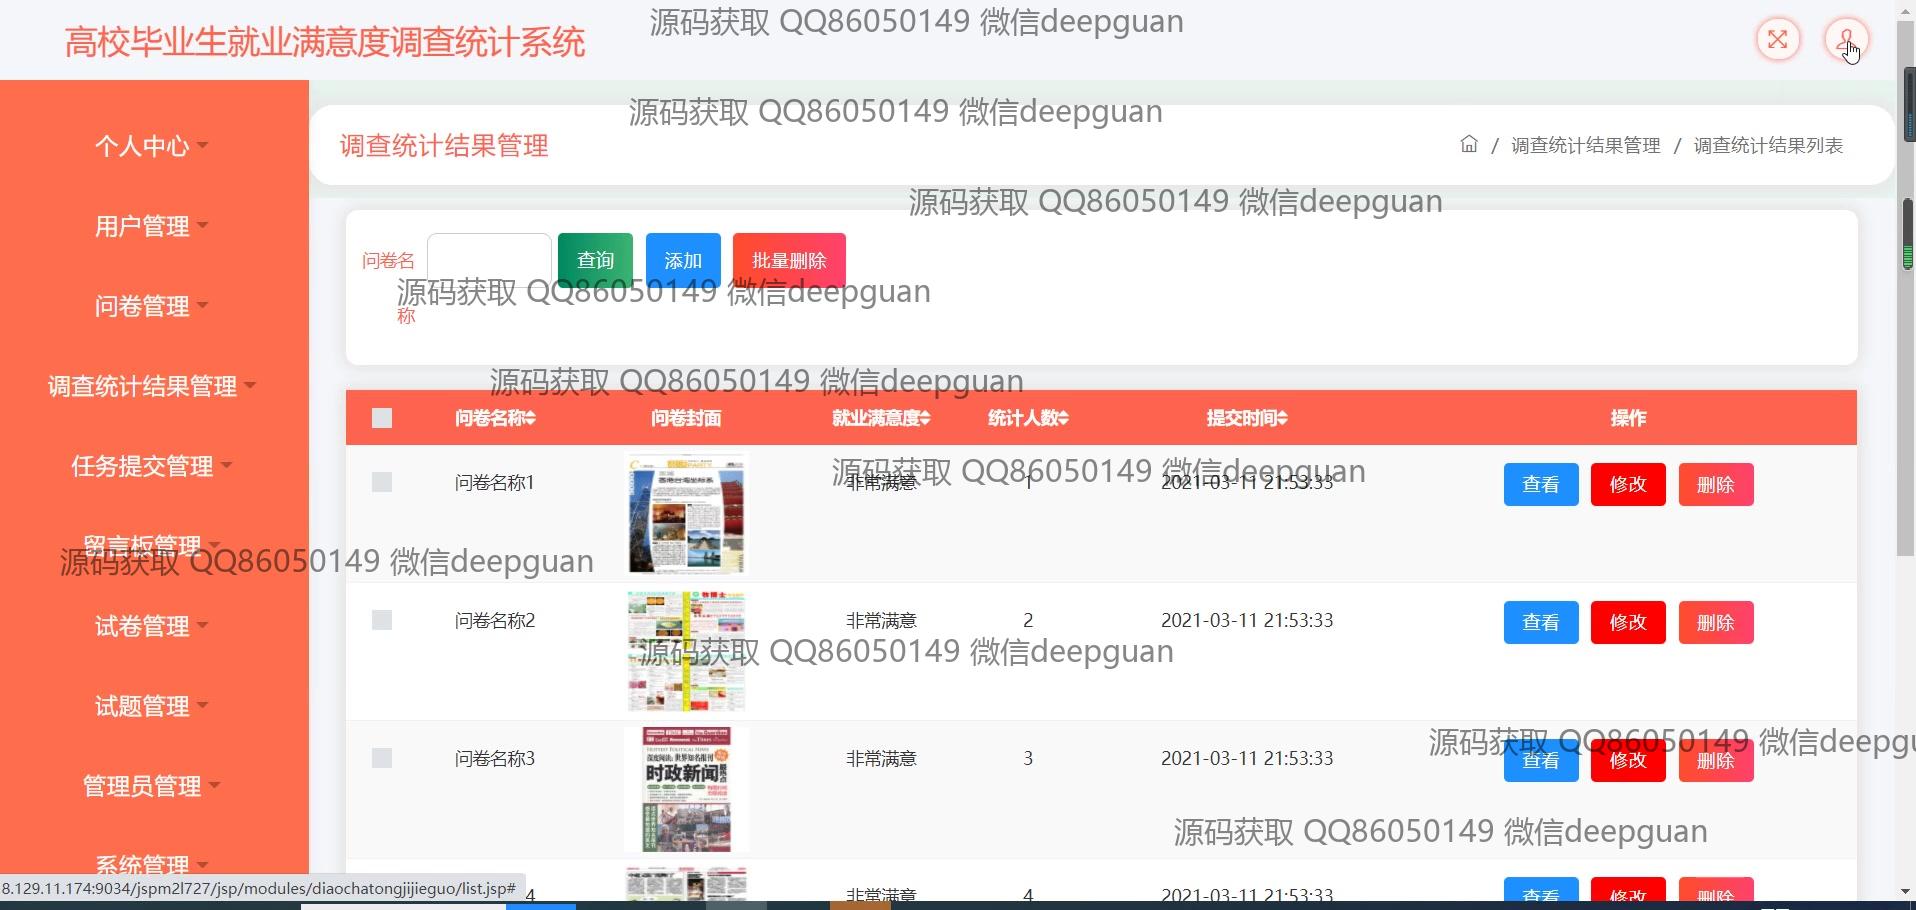 高校毕业生就业满意度调查统计系统
源码获取 QQ86050149 微信deepguan
源码获取 QQ86050149 微信deepguan
调查统计结果管理
/ 调查统计结果管理 / 调查统计结果列表
源码获取 QQ86050149 微信deepguan
个人中心
用户管理
问卷管理
调查统计结果管理
任务提交管理
留言板管理
试卷管理
试题管理
管理员管理
系统管理
问卷名称
查询 添加 批量删除
源码获取 QQ86050149 微信deepguan
源码获取 QQ86050149 微信deepguan
问卷名称 问卷封面 就业满意度 统计人数 提交时间 操作
源码获取 QQ86050149 微信deepguan
问卷名称1 非常满意 1 2021-03-11 21:53:33 查看 修改 删除
源码获取 QQ86050149 微信deepguan
问卷名称2 非常满意 2 2021-03-11 21:53:33 查看 修改 删除
源码获取 QQ86050149 微信deepguan
源码获取 QQ86050149 微信deepgu
问卷名称3 时政新闻 非常满意 3 2021-03-11 21:53:33 查看 修改 删除
源码获取 QQ86050149 微信deepguan
4 非常满意 4 2021-03-11 21:53:33 查看 修改 删除
8.129.11.174:9034/jspm2l727/jsp/modules/diaochatongjijieguo/list.jsp#